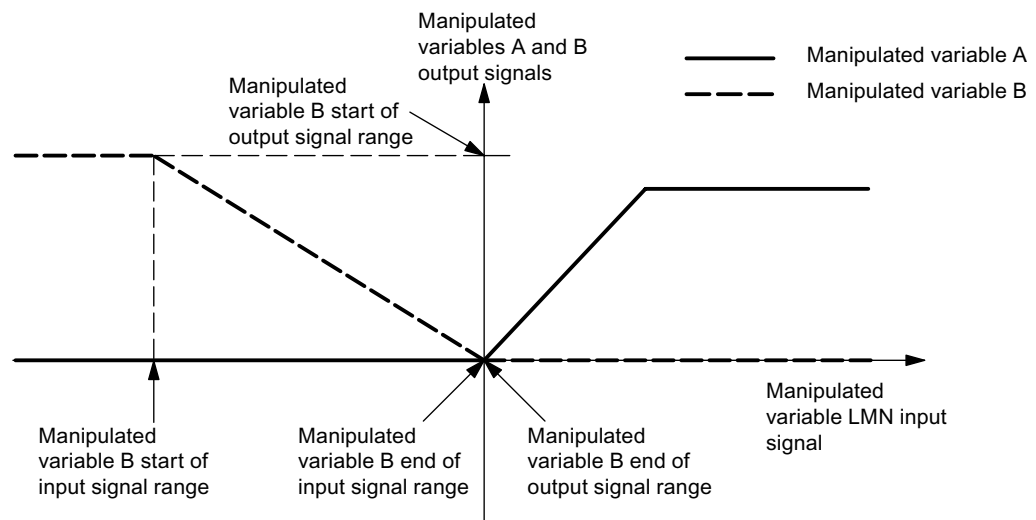 Manipulated
variables A and B
output signals
Manipulated variable A
Manipulated variable B
Manipulated
variable B start of
output signal range
Manipulated
variable LMN input
signal
Manipulated
variable B start of
input signal range
Manipulated
variable B end of
input signal range
Manipulated
variable B end of
output signal range